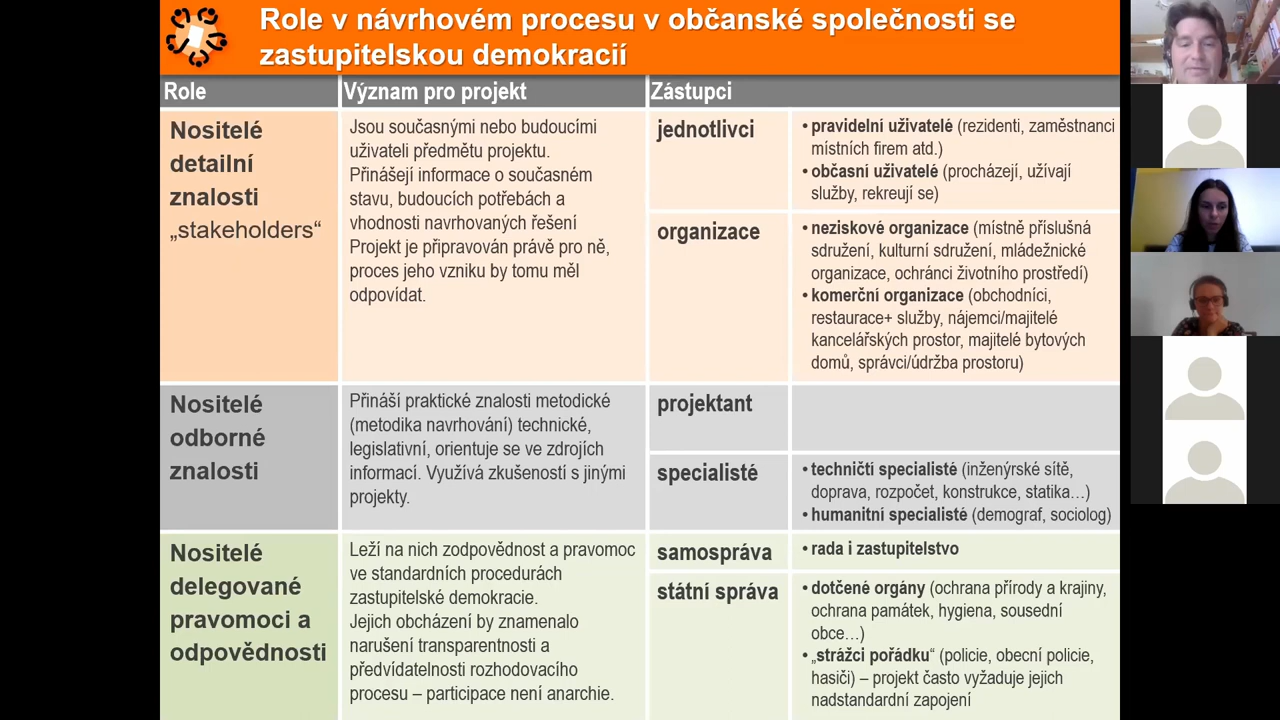 Role v návrhovém procesu v občanské společnosti se
zastupitelskou demokracií
Role
Význam pro projekt
Zástupci
Nositelé
detailní
znalosti
„stakeholders“
Jsou současnými nebo budoucími
uživateli předmětu projektu.
Přinášejí informace o současném
stavu, budoucích potřebách a
vhodnosti navrhovaných řešení
Projekt je připravován právě pro ně,
proces jeho vzniku by tomu měl
odpovídat.
jednotlivci
• pravidelní uživatelé (rezidenti, zaměstnanci
místních firem atd.)
• občasní uživatelé (procházejí, užívají
služby, rekreují se)
organizace
• neziskové organizace (místně příslušná
sdružení, kulturní sdružení, mládežnické
organizace, ochránci životního prostředí)
• komerční organizace (obchodníci,
restaurace+ služby, nájemci/majitelé
kancelářských prostor, majitelé bytových
domů, správci/údržba prostoru)
Nositelé
odborné
znalosti
Přináší praktické znalosti metodické
(metodika navrhování) technické,
legislativní, orientuje se ve zdrojích
informací. Využívá zkušeností s jinými
projekty.
projektant
specialisté
• techničtí specialisté (inženýrské sítě,
doprava, rozpočet, konstrukce, statika…)
• humanitní specialisté (demograf, sociolog)
Nositelé
delegované
pravomoci a
odpovědnosti
Leží na nich zodpovědnost a pravomoc
ve standardních procedurách
zastupitelské demokracie.
Jejich obcházení by znamenalo
narušení transparentnosti a
předvídatelnosti rozhodovacího
procesu – participace není anarchie.
samospráva
• rada i zastupitelstvo
státní správa
• dotčené orgány (ochrana přírody a krajiny,
ochrana památek, hygiena, sousední
obce…)
• „strážci pořádku“ (policie, obecní policie,
hasiči) – projekt často vyžaduje jejich
nadstandardní zapojení